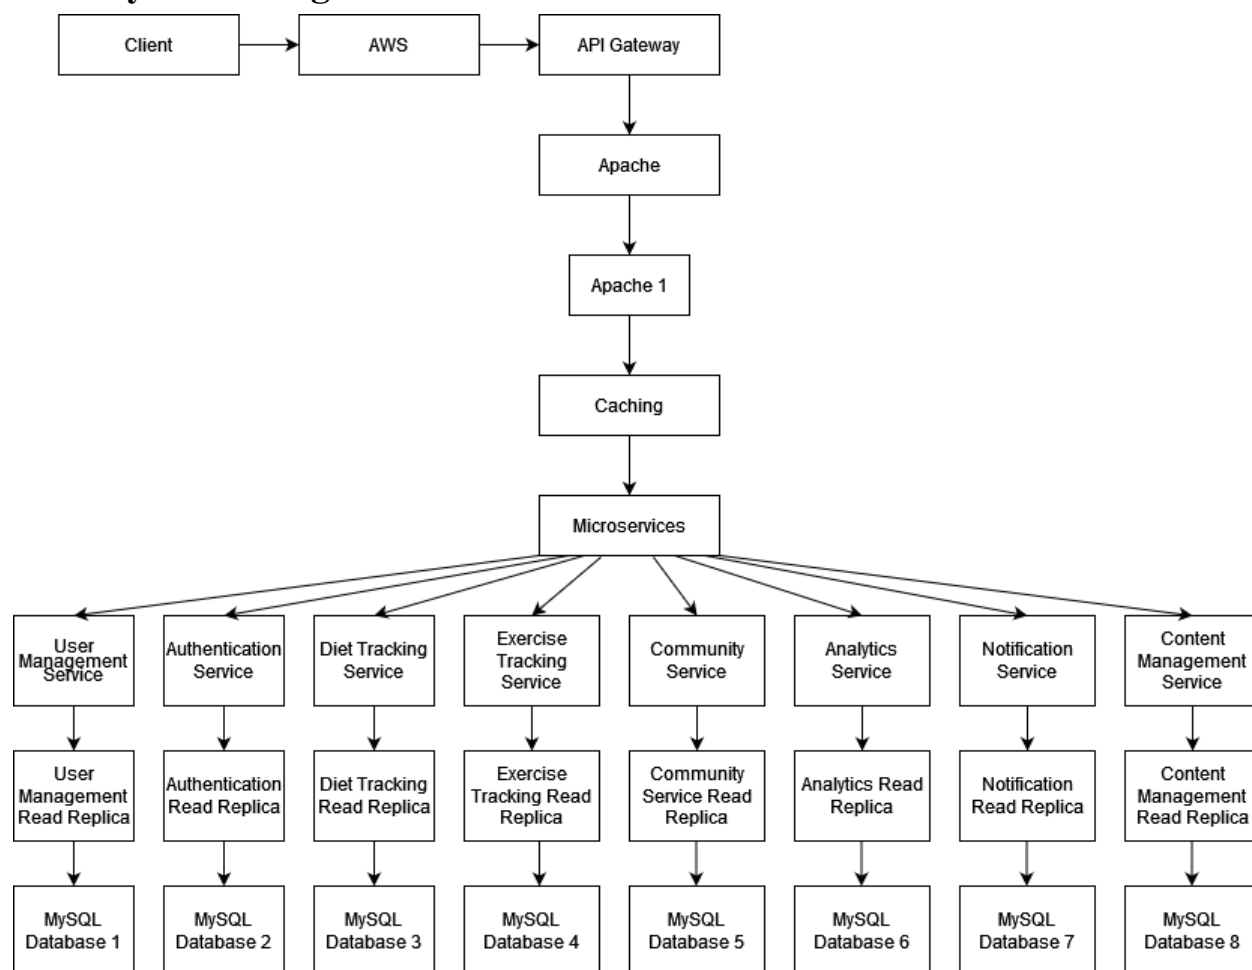 Client
AWS
API Gateway
Apache
Apache 1
Caching
Microservices
User
Management
Service
Authentication
Service
Diet Tracking
Service
Exercise
Tracking
Service
Community
Service
Analytics
Service
Notification
Service
Content
Management
Service
User
Management
Read Replica
Authentication
Read Replica
Diet Tracking
Read Replica
Exercise
Tracking Read
Replica
Community
Service Read
Replica
Analytics Read
Replica
Notification
Read Replica
Content
Management
Read Replica
MySQL
Database 1
MySQL
Database 2
MySQL
Database 3
MySQL
Database 4
MySQL
Database 5
MySQL
Database 6
MySQL
Database 7
MySQL
Database 8